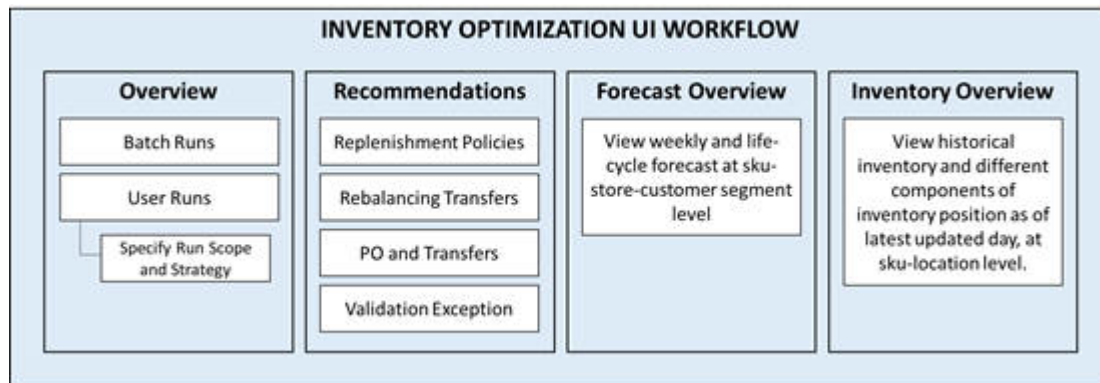 INVENTORY OPTIMIZATION UI WORKFLOW
Overview
Batch Runs
User Runs
Specify Run Scope
and Strategy
Recommendations
Replenishment Policies
Rebalancing Transfers
PO and Transfers
Validation Exception
Forecast Overview
View weekly and life-
cycle forecast at sku-
store-customer segment
level
Inventory Overview
View historical
inventory and different
components of
inventory position as of
latest updated day, at
sku-location level.